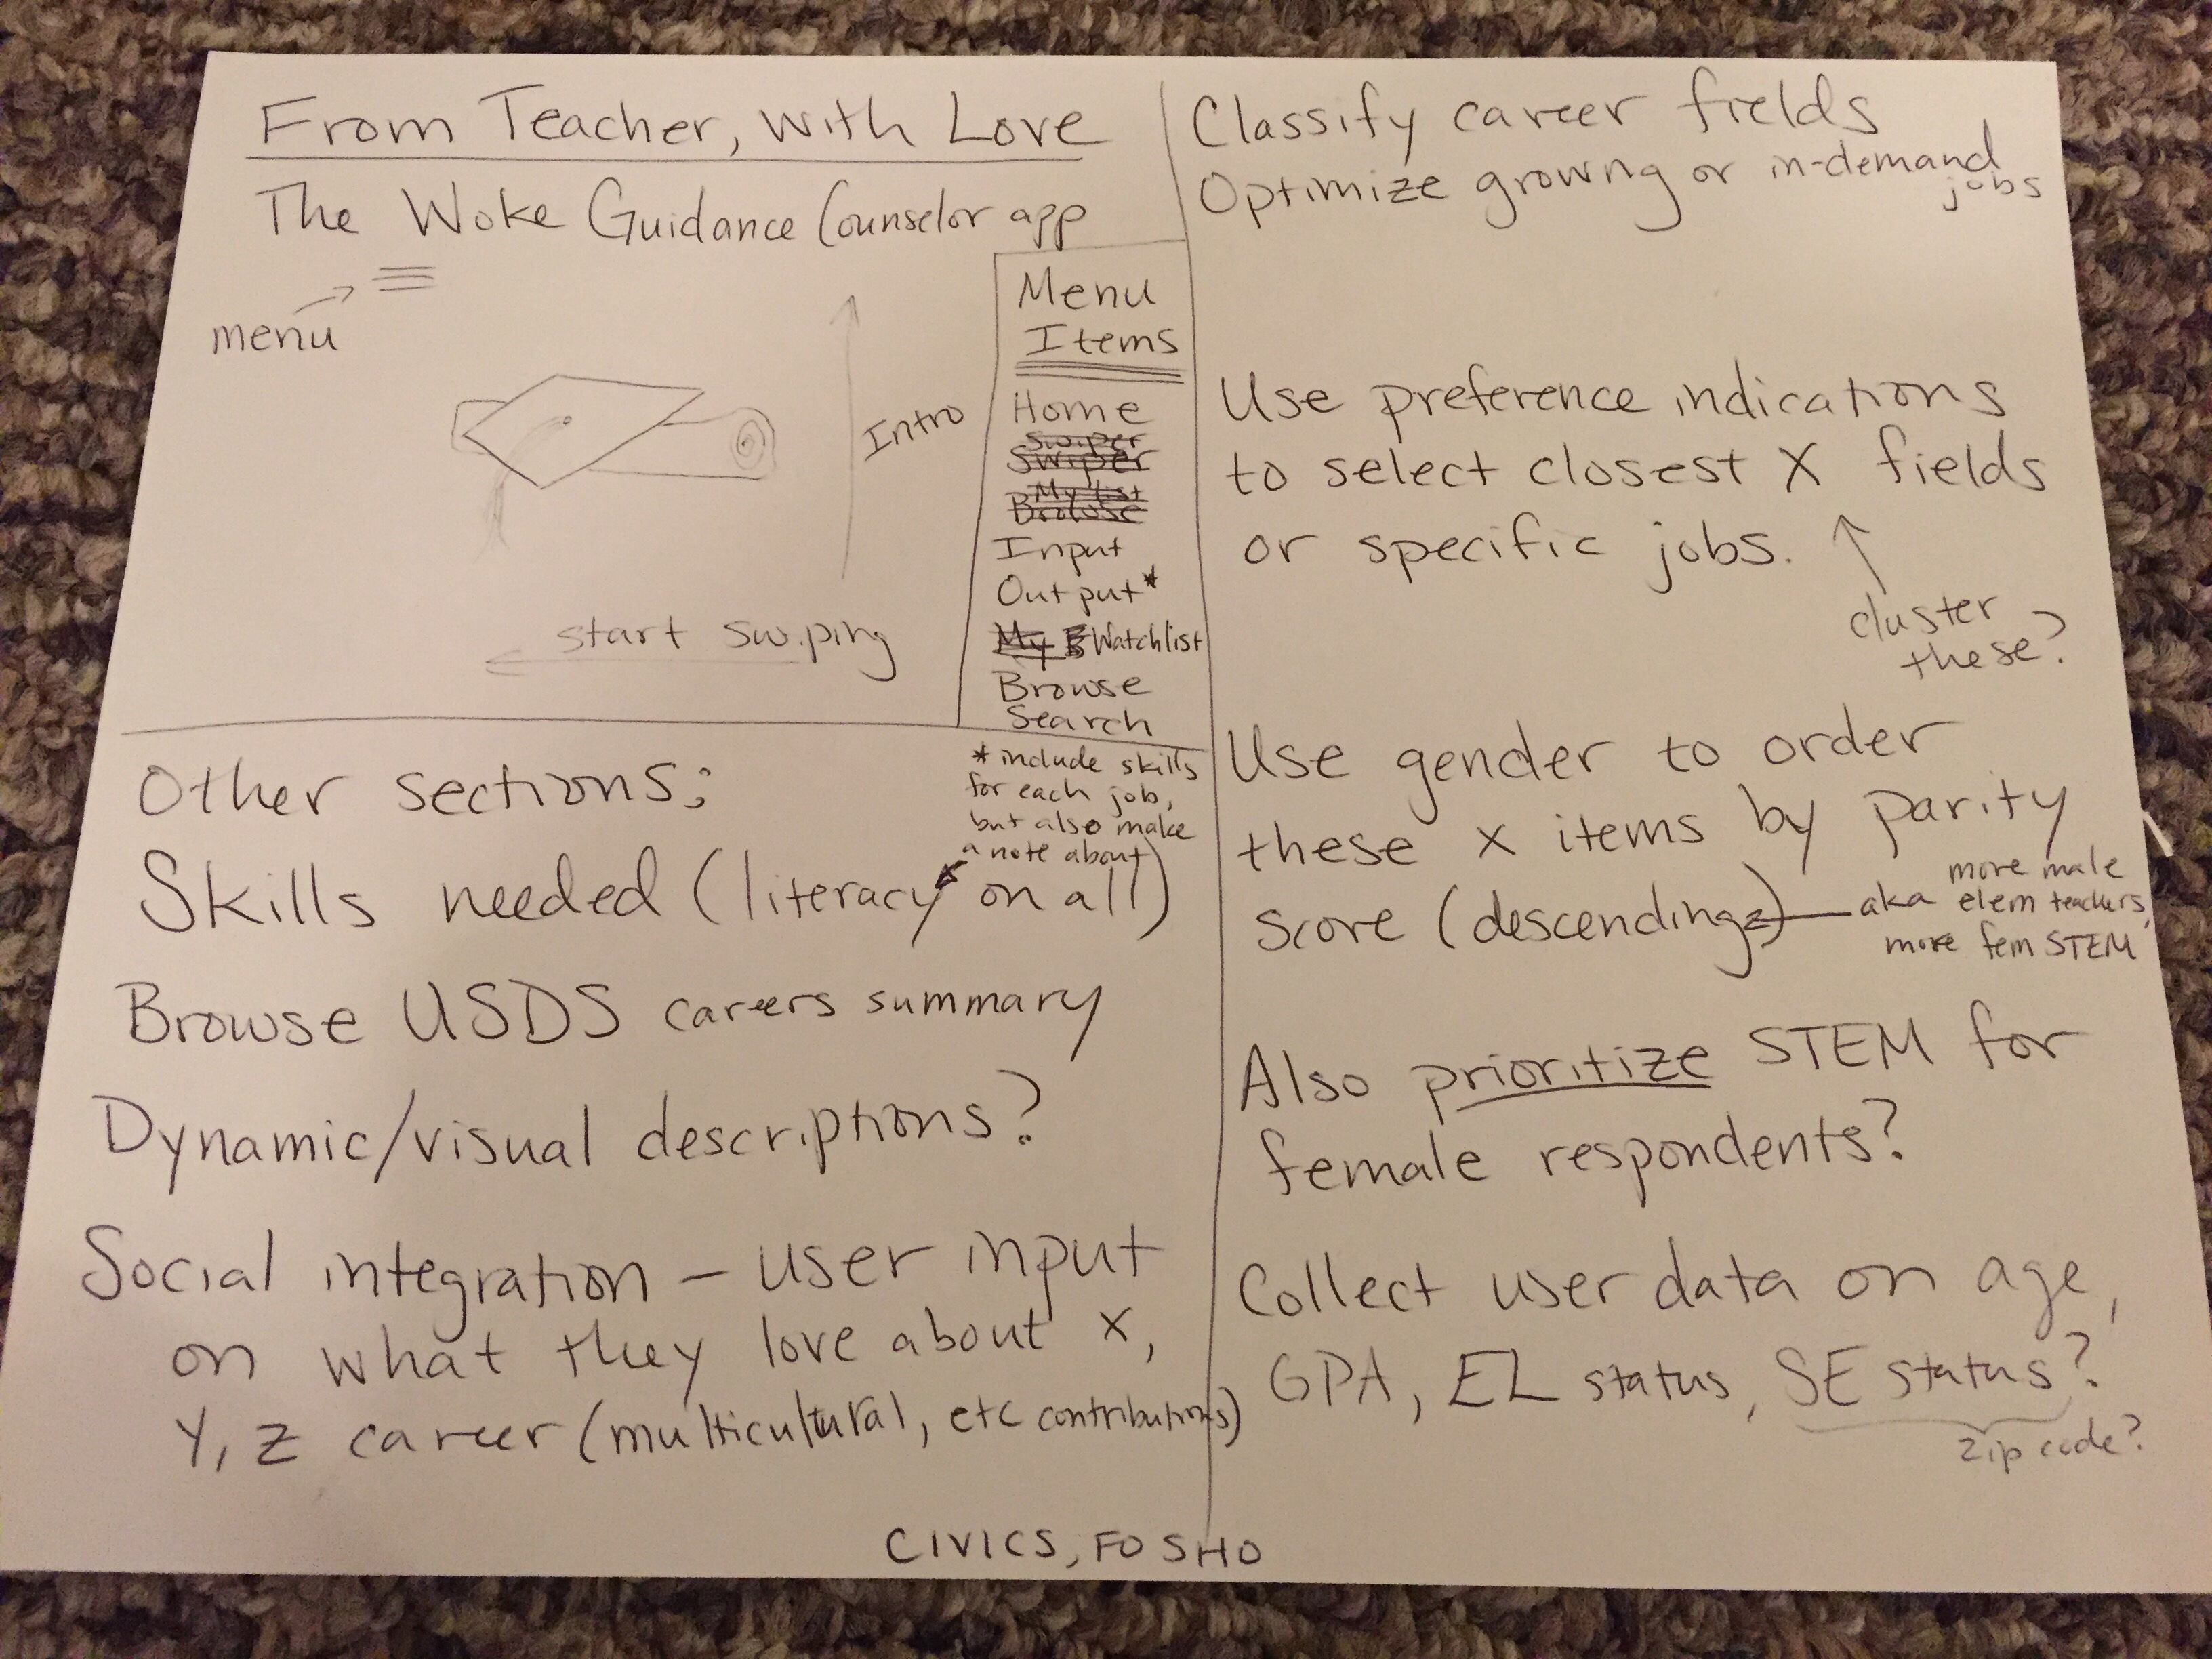 From Teacher, with Love
The Woke Guidance Counselor app
menu
Intro
start swiping
Menu
Items
Home
Swiper
Swiper
My list
Browse
Input
Output*
My B Watchlist
Browse
Search
* include skills
for each job,
but also make
a note about
Other sections:
Skills needed (literacy on all)
Browse USDS careers summary
Dynamic/visual descriptions?
Social integration – user input
on what they love about x,
Y, Z career (multicultural, etc contributions)
Classify career fields
Optimize growng or in-demand
jobs
Use preference indications
to select closest X fields
or specific jobs.
cluster
these?
Use gender to order
these x items by parity
score (descending)
more male
aka elem teachers,
more fem STEM
Also prioritize STEM for
female respondents?
Collect user data on age,
GPA, EL status, SE status?
zip code?
CIVICS, FO SHO